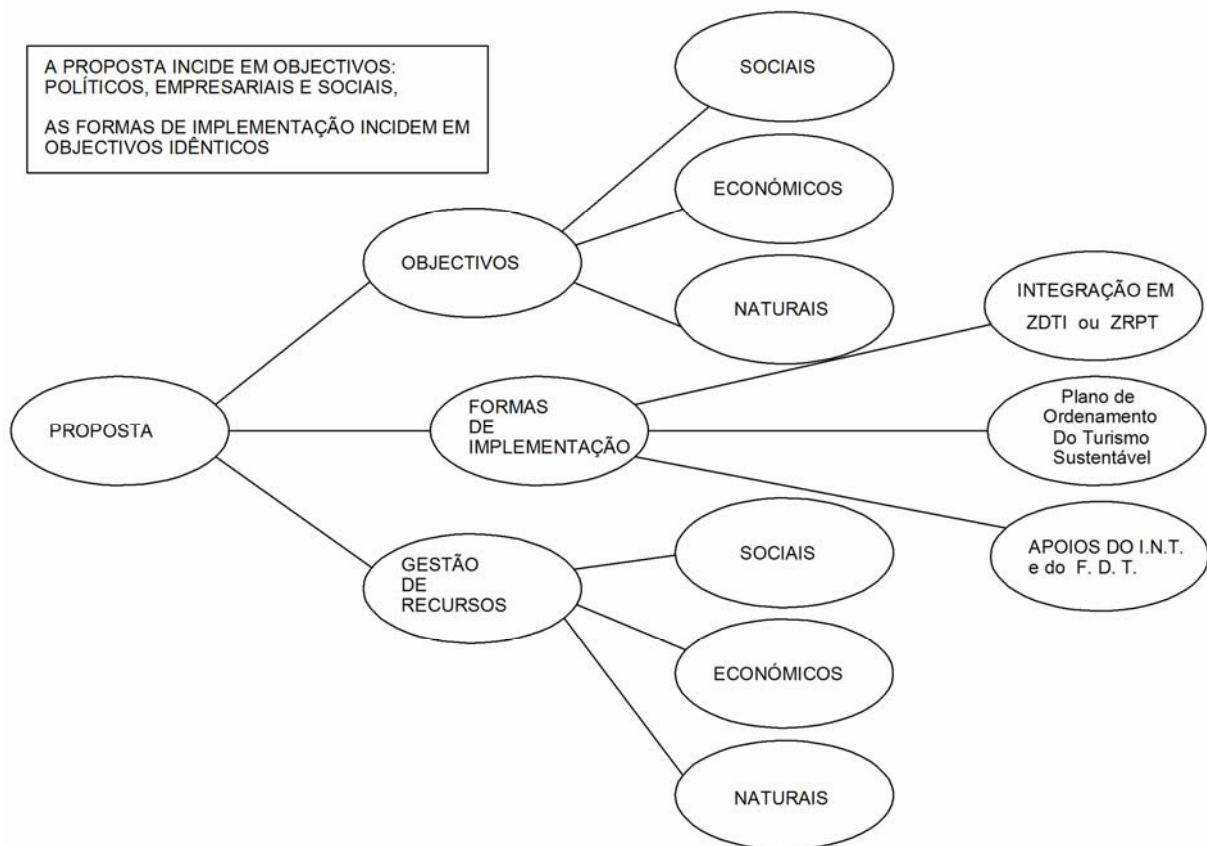 A PROPOSTA INCIDE EM OBJECTIVOS:
POLÍTICOS, EMPRESARIAIS E SOCIAIS,
AS FORMAS DE IMPLEMENTAÇÃO INCIDEM EM
OBJECTIVOS IDÊNTICOS
SOCIAIS
ECONÓMICOS
OBJECTIVOS
NATURAIS
INTEGRAÇÃO EM
ZDTI ou ZRPT
PROPOSTA
FORMAS
DE
IMPLEMENTAÇÃO
Plano de
Ordenamento
Do Turismo
Sustentável
SOCIAIS
APOIOS DO I.N.T.
e do F. D. T.
GESTÃO
DE
RECURSOS
ECONÓMICOS
NATURAIS